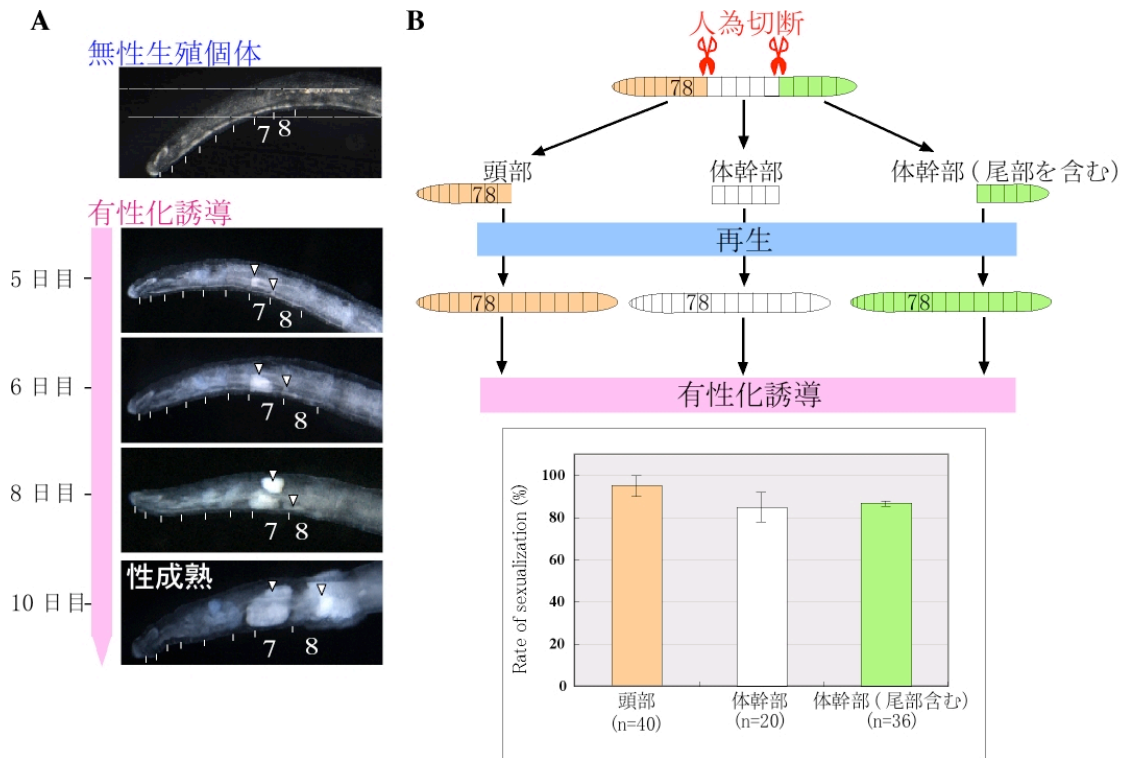 A
無性生殖個体
7 8
有性化誘導
5 日目
7 8
6 日目
7 8
8 日目
7 8
性成熟
10 日目
7 8
B
人為切断
78
頭部
体幹部
体幹部 ( 尾部を含む)
78
再生
78
78
78
有性化誘導
Rate of sexualization (%)
100
80
60
40
20
0
頭部
(n=40)
体幹部
(n=20)
体幹部 ( 尾部含む)
(n=36)